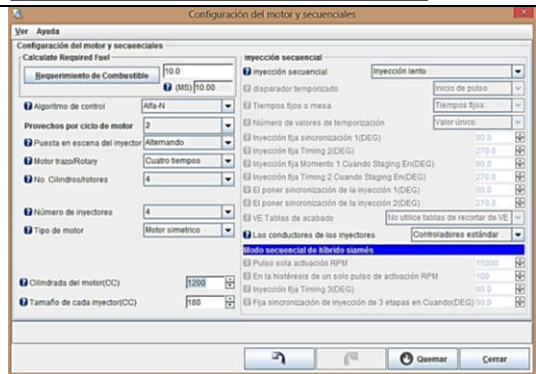 Configuración del motor y secuenciales
Ver Ayuda
Configuración del motor y secuenciales
Calculate Required Fuel
Requerimiento de Combustible
10.0
(MS) 10.00
Algoritmo de control Alfa-N
Provechos por ciclo de motor 2
Puesta en escena del inyector Alternando
Motor trazo/Rotary Cuatro tiempos
No. Cilindros/rotores 4
Número de inyectores 4
Tipo de motor Motor simetrico
Cilindrada del motor(CC) 1200
Tamaño de cada inyector(CC) 180
Inyección secuencial
inyección secuencial Inyección lento
disparador temporizado Inicio de pulso
Tiempos fijos o mesa Tiempos fijos
Número de valores de temporización Valor único
Inyección fija sincronización 1(DEG) 90.0
Inyección fija Timing 2(DEG) 270.0
Inyección fija Momento 1 Cuando Staging En(DEG) 90.0
Inyección fija Timing 2 Cuando Staging En(DEG) 270.0
El poner sincronización de la inyección 1(DEG) 90.0
El poner sincronización de la inyección 2(DEG) 270.0
VE Tablas de acabado No utilice tablas de recortar de VE
Los conductores de los inyectores Controladores estándar
Modo secuencial de híbrido siamés
Pulso sola activación RPM 15000
En la histéresis de un solo pulso de activación RPM 100
Inyección fija Timing 3(DEG) 90.0
Fija sincronización de inyección de 3 etapas en Cuando(DEG) 90.0
Quemar
Cerrar